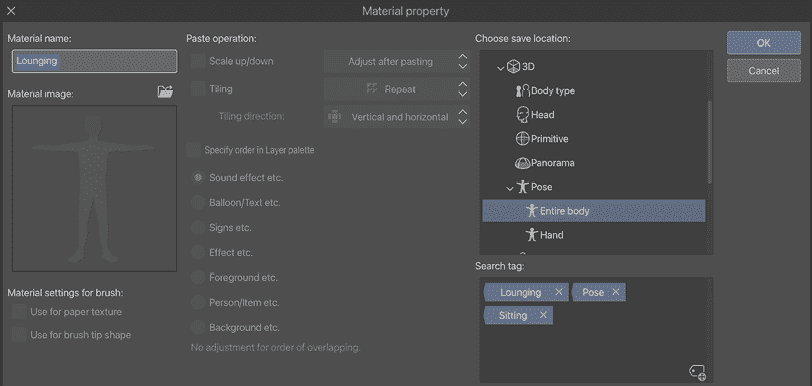 Material property
Material name:
Lounging
Material image:
Material settings for brush:
Use for paper texture
Use for brush tip shape
Paste operation:
Scale up/down
Adjust after pasting
Tiling
Repeat
Tiling direction:
Vertical and horizontal
Specify order in Layer palette
Sound effect etc.
Balloon/Text etc.
Signs etc.
Effect etc.
Foreground etc.
Person/Item etc.
Background etc.
No adjustment for order of overlapping.
Choose save location:
3D
Body type
Head
Primitive
Panorama
Pose
Entire body
Hand
Search tag:
Lounging
Pose
Sitting
OK
Cancel